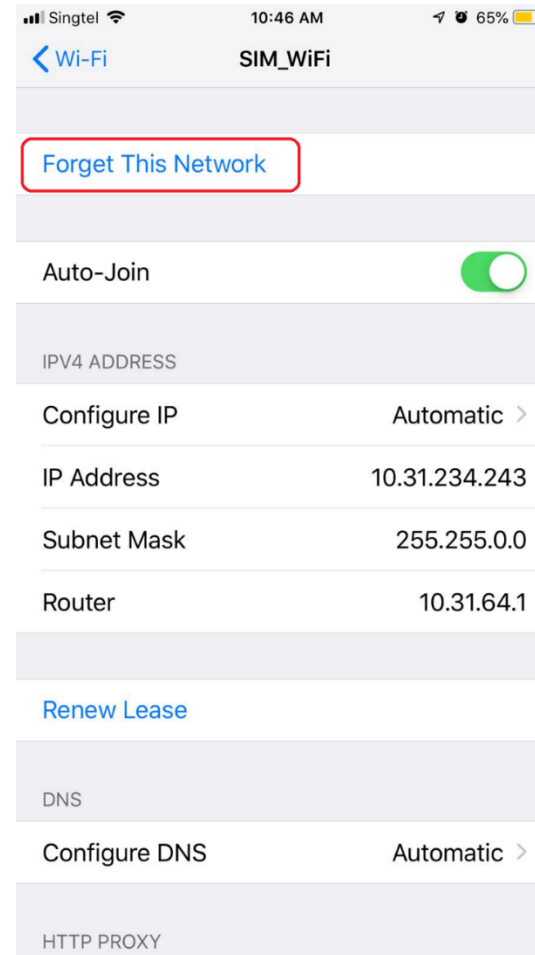 Singtel 10:46 AM 65%
Wi-Fi SIM_WiFi
Forget This Network
Auto-Join
IPV4 ADDRESS
Configure IP Automatic
IP Address 10.31.234.243
Subnet Mask 255.255.0.0
Router 10.31.64.1
Renew Lease
DNS
Configure DNS Automatic
HTTP PROXY